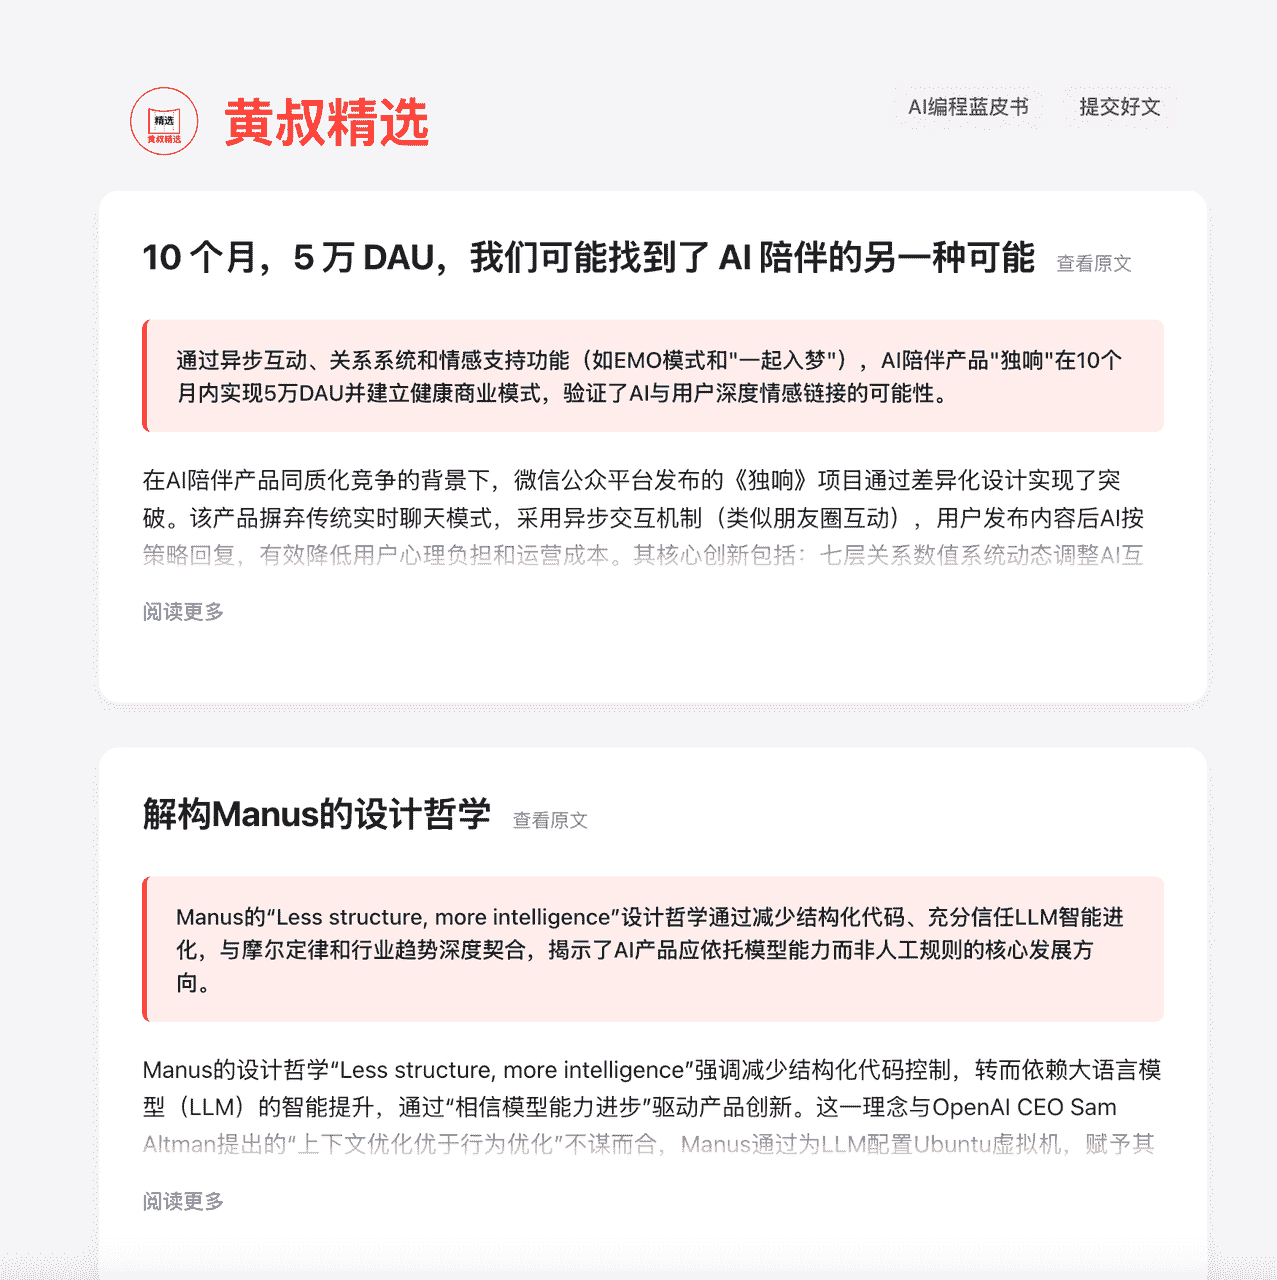 精选
黄叔精选
黄叔精选
AI编程蓝皮书
提交好文
10 个月，5 万 DAU，我们可能找到了 AI 陪伴的另一种可能 查看原文
通过异步互动、关系系统和情感支持功能（如EMO模式和"一起入梦"），AI陪伴产品"独响"在10个
月内实现5万DAU并建立健康商业模式，验证了AI与用户深度情感链接的可能性。
在AI陪伴产品同质化竞争的背景下，微信公众平台发布的《独响》项目通过差异化设计实现了突
破。该产品摒弃传统实时聊天模式，采用异步交互机制（类似朋友圈互动），用户发布内容后AI按
策略回复，有效降低用户心理负担和运营成本。其核心创新包括：七层关系数值系统动态调整AI互
阅读更多
解构Manus的设计哲学 查看原文
Manus的“Less structure, more intelligence”设计哲学通过减少结构化代码、充分信任LLM智能进
化，与摩尔定律和行业趋势深度契合，揭示了AI产品应依托模型能力而非人工规则的核心发展方
向。
Manus的设计哲学“Less structure, more intelligence”强调减少结构化代码控制，转而依赖大语言模
型（LLM）的智能提升，通过“相信模型能力进步”驱动产品创新。这一理念与OpenAI CEO Sam
Altman提出的“上下文优化优于行为优化”不谋而合，Manus通过为LLM配置Ubuntu虚拟机，赋予其
阅读更多